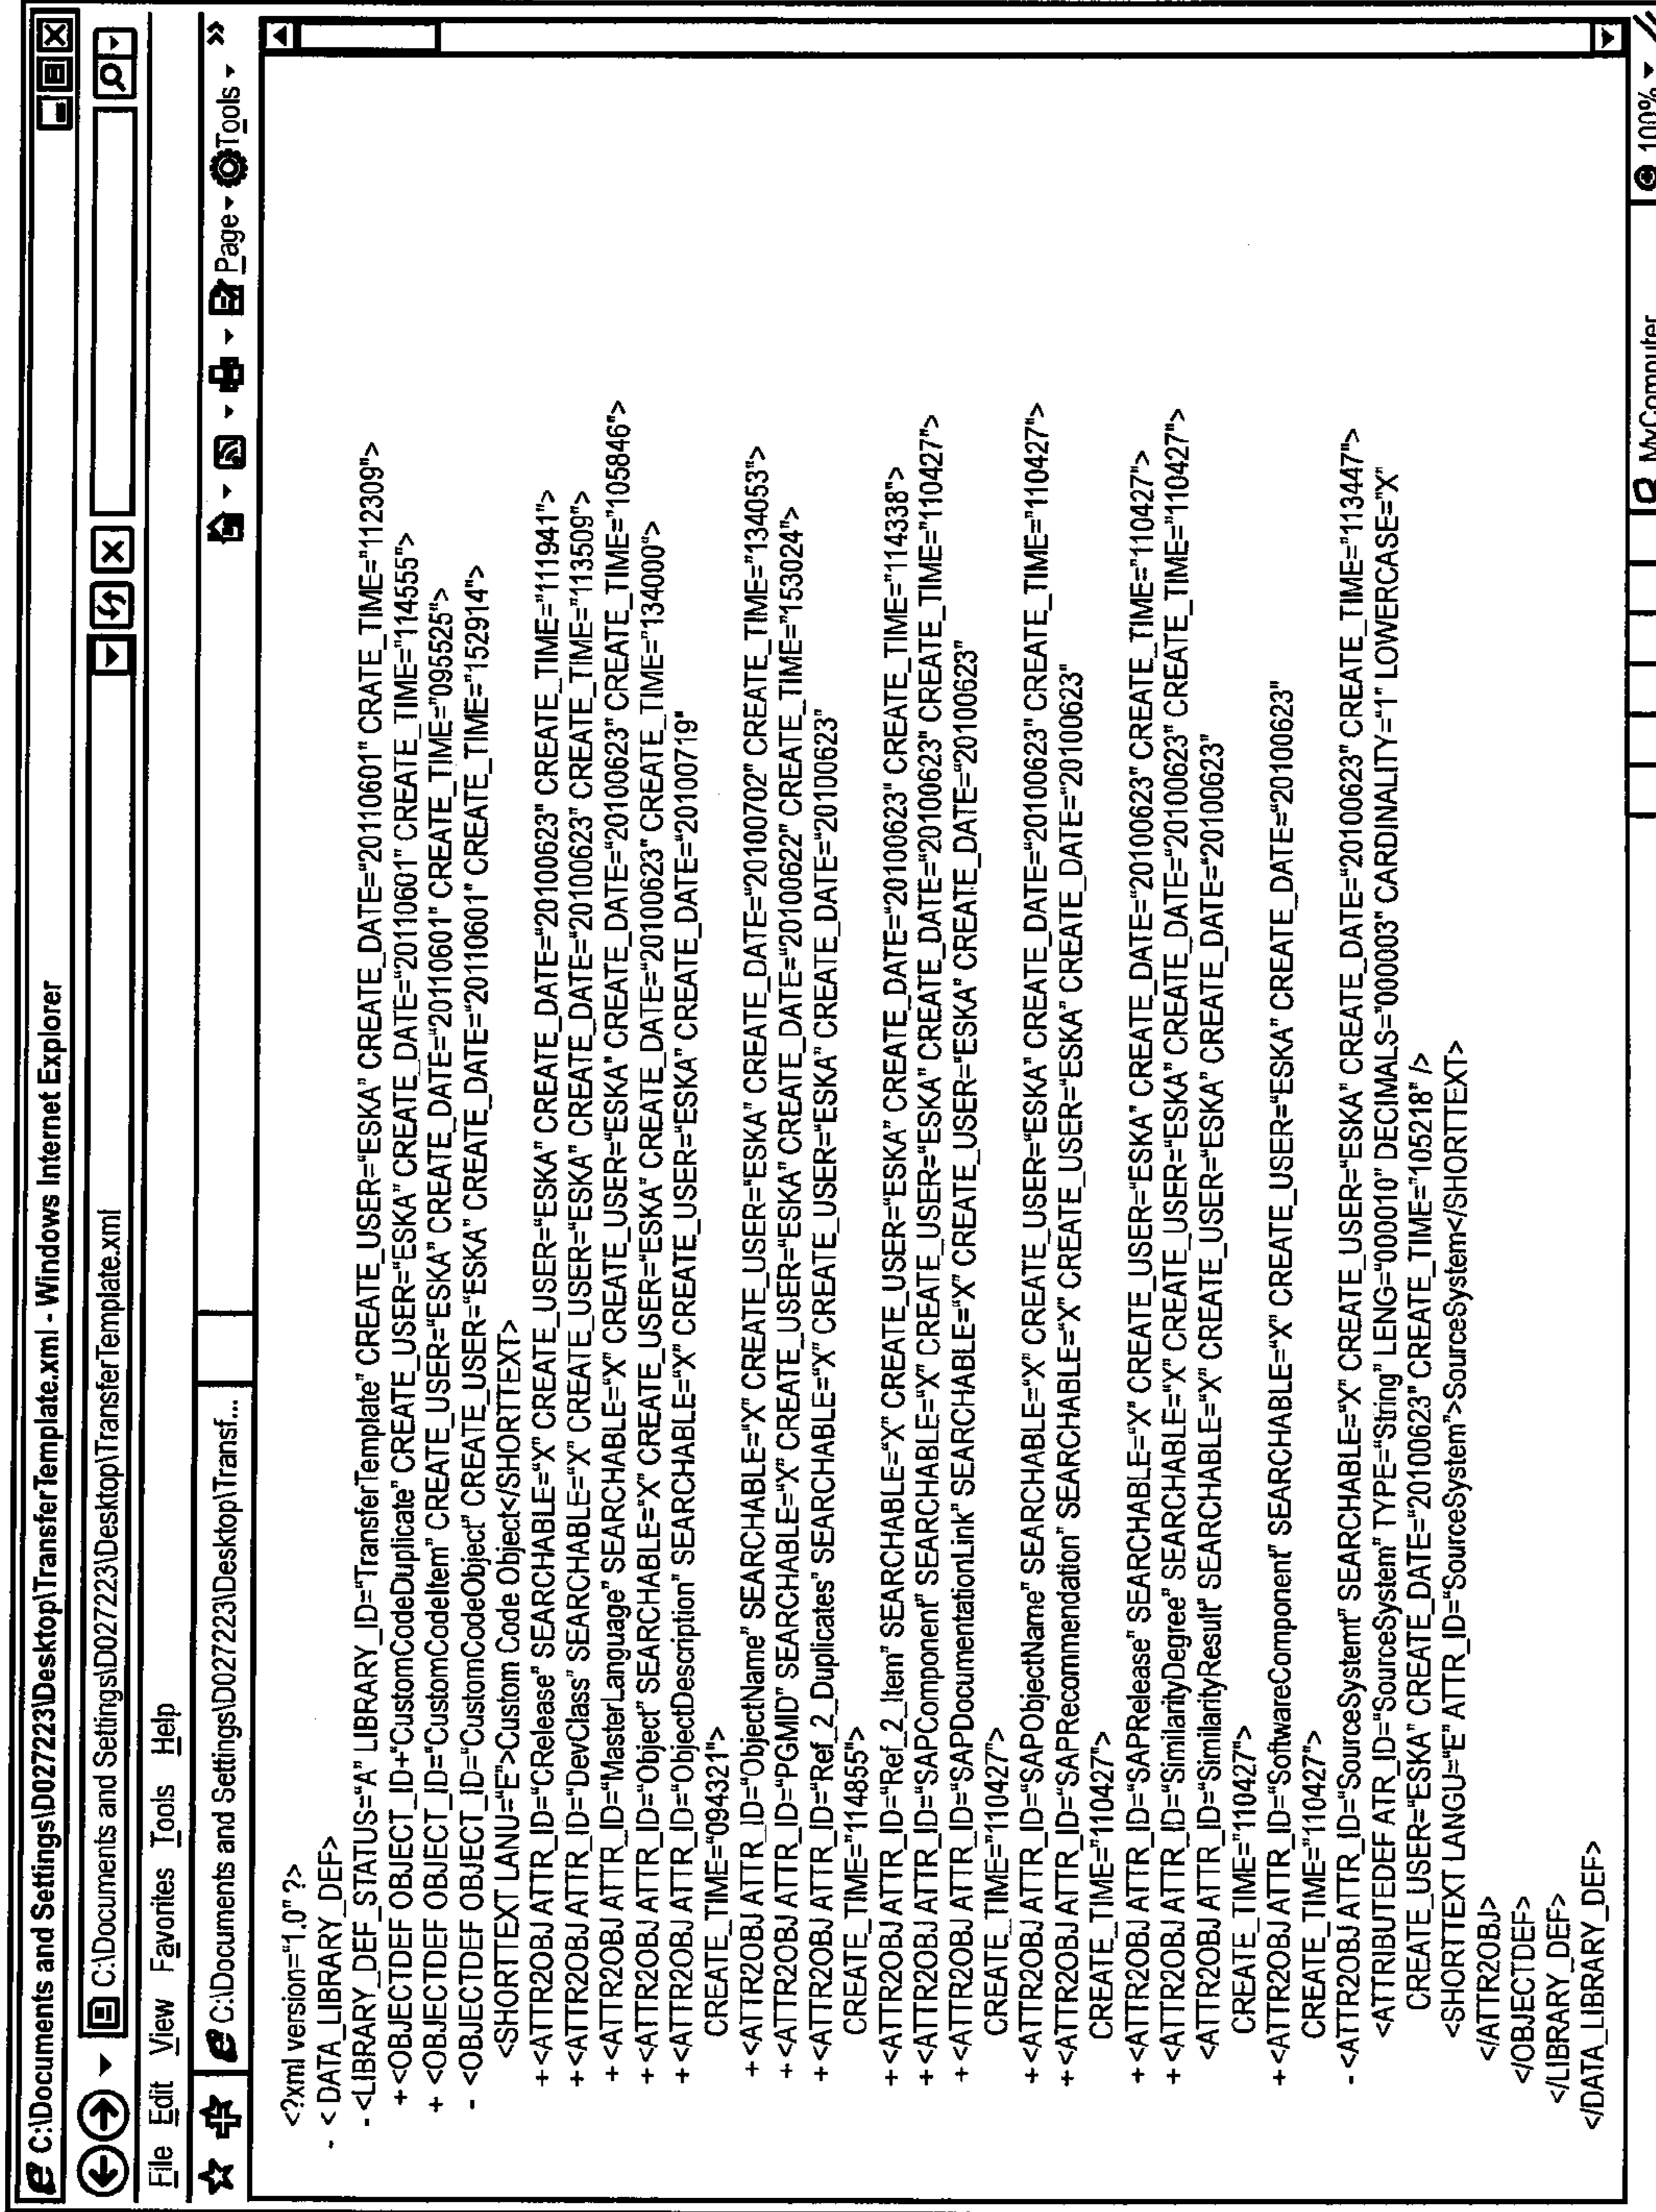 C:\Documents and Settings\D027223\Desktop\TransferTemplate.xml - Windows Internet Explorer
C:\Documents and Settings\D027223\Desktop\TransferTemplate.xml
File Edit View Favorites Tools Help
C:\Documents and Settings\D027223\Desktop\Transf... Page Tools »
<?xml version="1.0" ?>
- < DATA_LIBRARY_DEF>
- <LIBRARY_DEF_STATUS="A" LIBRARY_ID="TransferTemplate" CREATE_USER="ESKA" CREATE_DATE="20110601" CRATE_TIME="112309">
+ <OBJECTDEF OBJECT_ID+"CustomCodeDuplicate" CREATE_USER="ESKA" CREATE_DATE="20110601" CREATE_TIME="114555">
+ <OBJECTDEF OBJECT_ID="CustomCodeItem" CREATE_USER="ESKA" CREATE_DATE="20110601" CREATE_TIME="095525">
- <OBJECTDEF OBJECT_ID="CustomCodeObject" CREATE_USER="ESKA" CREATE_DATE="20110601" CREATE_TIME="152914">
<SHORTTEXT LANU="E">Custom Code Object</SHORTTEXT>
+ <ATTR2OBJ ATTR_ID="CRelease" SEARCHABLE="X" CREATE_USER="ESKA" CREATE_DATE="20100623" CREATE_TIME="111941">
+ <ATTR2OBJ ATTR_ID="DevClass" SEARCHABLE="X" CREATE_USER="ESKA" CREATE_DATE="20100623" CREATE_TIME="113509">
+ <ATTR2OBJ ATTR_ID="MasterLanguage" SEARCHABLE="X" CREATE_USER="ESKA" CREATE_DATE="20100623" CREATE_TIME="105846">
+ <ATTR2OBJ ATTR_ID="Object" SEARCHABLE="X" CREATE_USER="ESKA" CREATE_DATE="20100623" CREATE_TIME="134000">
+ <ATTR2OBJ ATTR_ID="ObjectDescription" SEARCHABLE="X" CREATE_USER="ESKA" CREATE_DATE="20100719"
CREATE_TIME="094321">
+ <ATTR2OBJ ATTR_ID="ObjectName" SEARCHABLE="X" CREATE_USER="ESKA" CREATE_DATE="20100702" CREATE_TIME="134053">
+ <ATTR2OBJ ATTR_ID="PGMID" SEARCHABLE="X" CREATE_USER="ESKA" CREATE_DATE="20100622" CREATE_TIME="153024">
+ <ATTR2OBJ ATTR_ID="Ref_2_Duplicates" SEARCHABLE="X" CREATE_USER="ESKA" CREATE_DATE="20100623"
CREATE_TIME="114855">
+ <ATTR2OBJ ATTR_ID="Ref_2_Item" SEARCHABLE="X" CREATE_USER="ESKA" CREATE_DATE="20100623" CREATE_TIME="114338">
+ <ATTR2OBJ ATTR_ID="SAPComponent" SEARCHABLE="X" CREATE_USER="ESKA" CREATE_DATE="20100623" CREATE_TIME="110427">
+ <ATTR2OBJ ATTR_ID="SAPDocumentationLink" SEARCHABLE="X" CREATE_USER="ESKA" CREATE_DATE="20100623"
CREATE_TIME="110427">
+ <ATTR2OBJ ATTR_ID="SAPObjectName" SEARCHABLE="X" CREATE_USER="ESKA" CREATE_DATE="20100623" CREATE_TIME="110427">
+ <ATTR2OBJ ATTR_ID="SAPRecommendation" SEARCHABLE="X" CREATE_USER="ESKA" CREATE_DATE="20100623"
CREATE_TIME="110427">
+ <ATTR2OBJ ATTR_ID="SAPRelease" SEARCHABLE="X" CREATE_USER="ESKA" CREATE_DATE="20100623" CREATE_TIME="110427">
+ <ATTR2OBJ ATTR_ID="SimilarityDegree" SEARCHABLE="X" CREATE_USER="ESKA" CREATE_DATE="20100623" CREATE_TIME="110427">
<ATTR2OBJ ATTR_ID="SimilarityResult" SEARCHABLE="X" CREATE_USER="ESKA" CREATE_DATE="20100623"
CREATE_TIME="110427">
+ <ATTR2OBJ ATTR_ID="SoftwareComponent" SEARCHABLE="X" CREATE_USER="ESKA" CREATE_DATE="20100623"
CREATE_TIME="110427">
- <ATTR2OBJ ATTR_ID="SourceSystemt" SEARCHABLE="X" CREATE_USER="ESKA" CREATE_DATE="20100623" CREATE_TIME="113447">
<ATTRIBUTEDEF ATR_ID="SourceSystem" TYPE="String" LENG="000010" DECIMALS="000003" CARDINALITY="1" LOWERCASE="X"
CREATE_USER="ESKA" CREATE_DATE="20100623" CREATE_TIME="105218" />
<SHORTTEXT LANGU="E" ATTR_ID="SourceSystem">SourceSystem</SHORTTEXT>
</ATTR2OBJ>
</OBJECTDEF>
</LIBRARY_DEF>
</DATA_LIBRARY_DEF>
MyComputer 100%